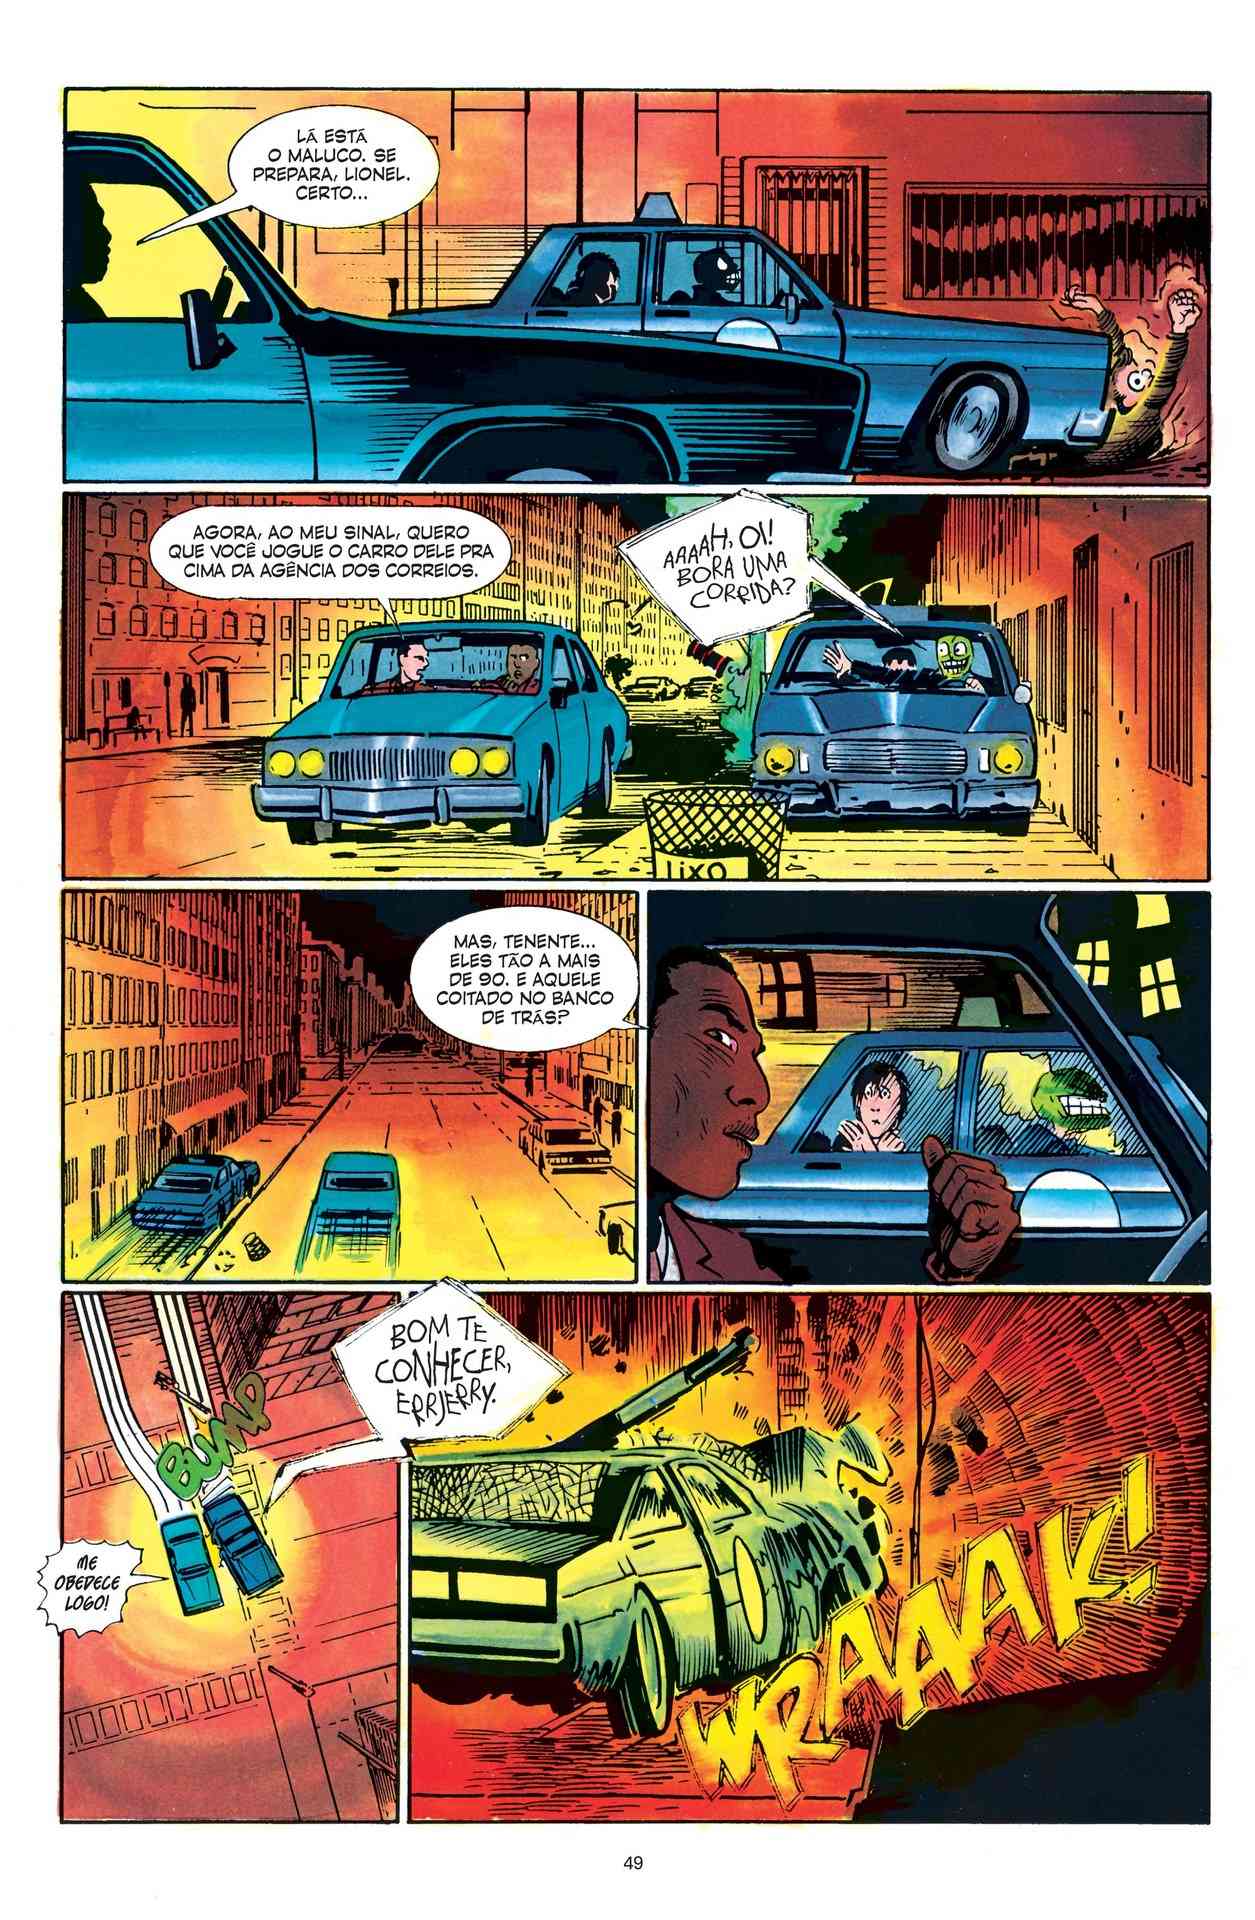 LÁ ESTÁ
O MALUCO. SE
PREPARA, LIONEL.
CERTO...
AGORA, AO MEU SINAL, QUERO
QUE VOCÊ JOGUE O CARRO DELE PRA
CIMA DA AGÊNCIA DOS CORREIOS.
AAAAH, OI!
BORA UMA
CORRIDA?
LIXO
MAS, TENENTE...
ELES TÃO A MAIS
DE 90. E AQUELE
COITADO NO BANCO
DE TRÁS?
BUMP
BOM TE
CONHECER,
ERRJERRY.
ME
OBEDECE
LOGO!
WRAAAAK!
49